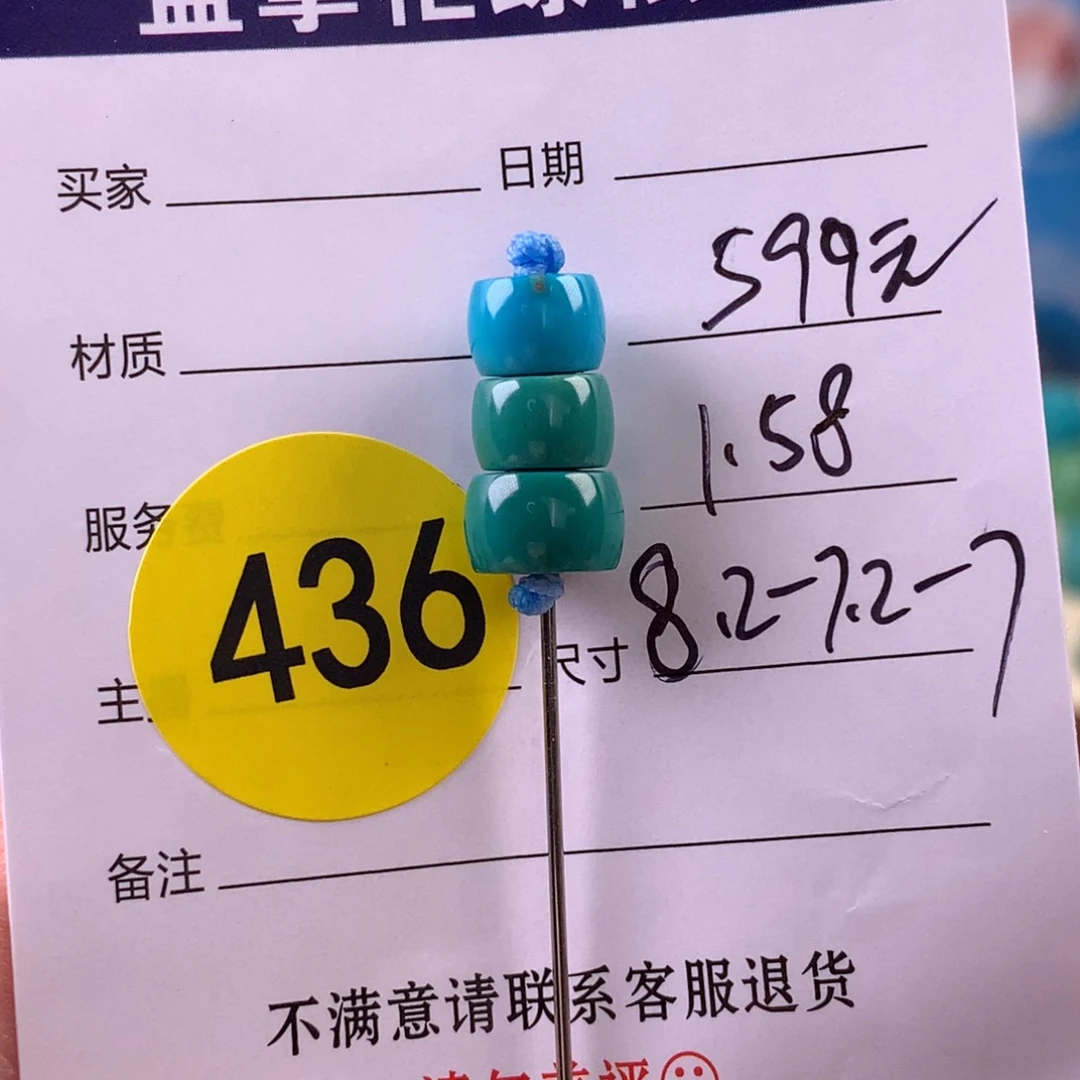 买家 日期
599元
材质
1.58
服务
436
8.2-7.2-7
主 尺寸
备注
不满意请联系客服退货